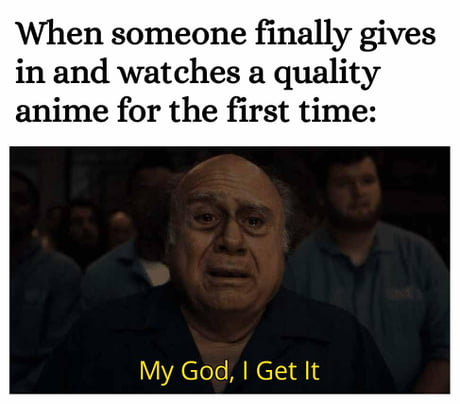 When someone finally gives
in and watches a quality
anime for the first time:
My God, I Get It